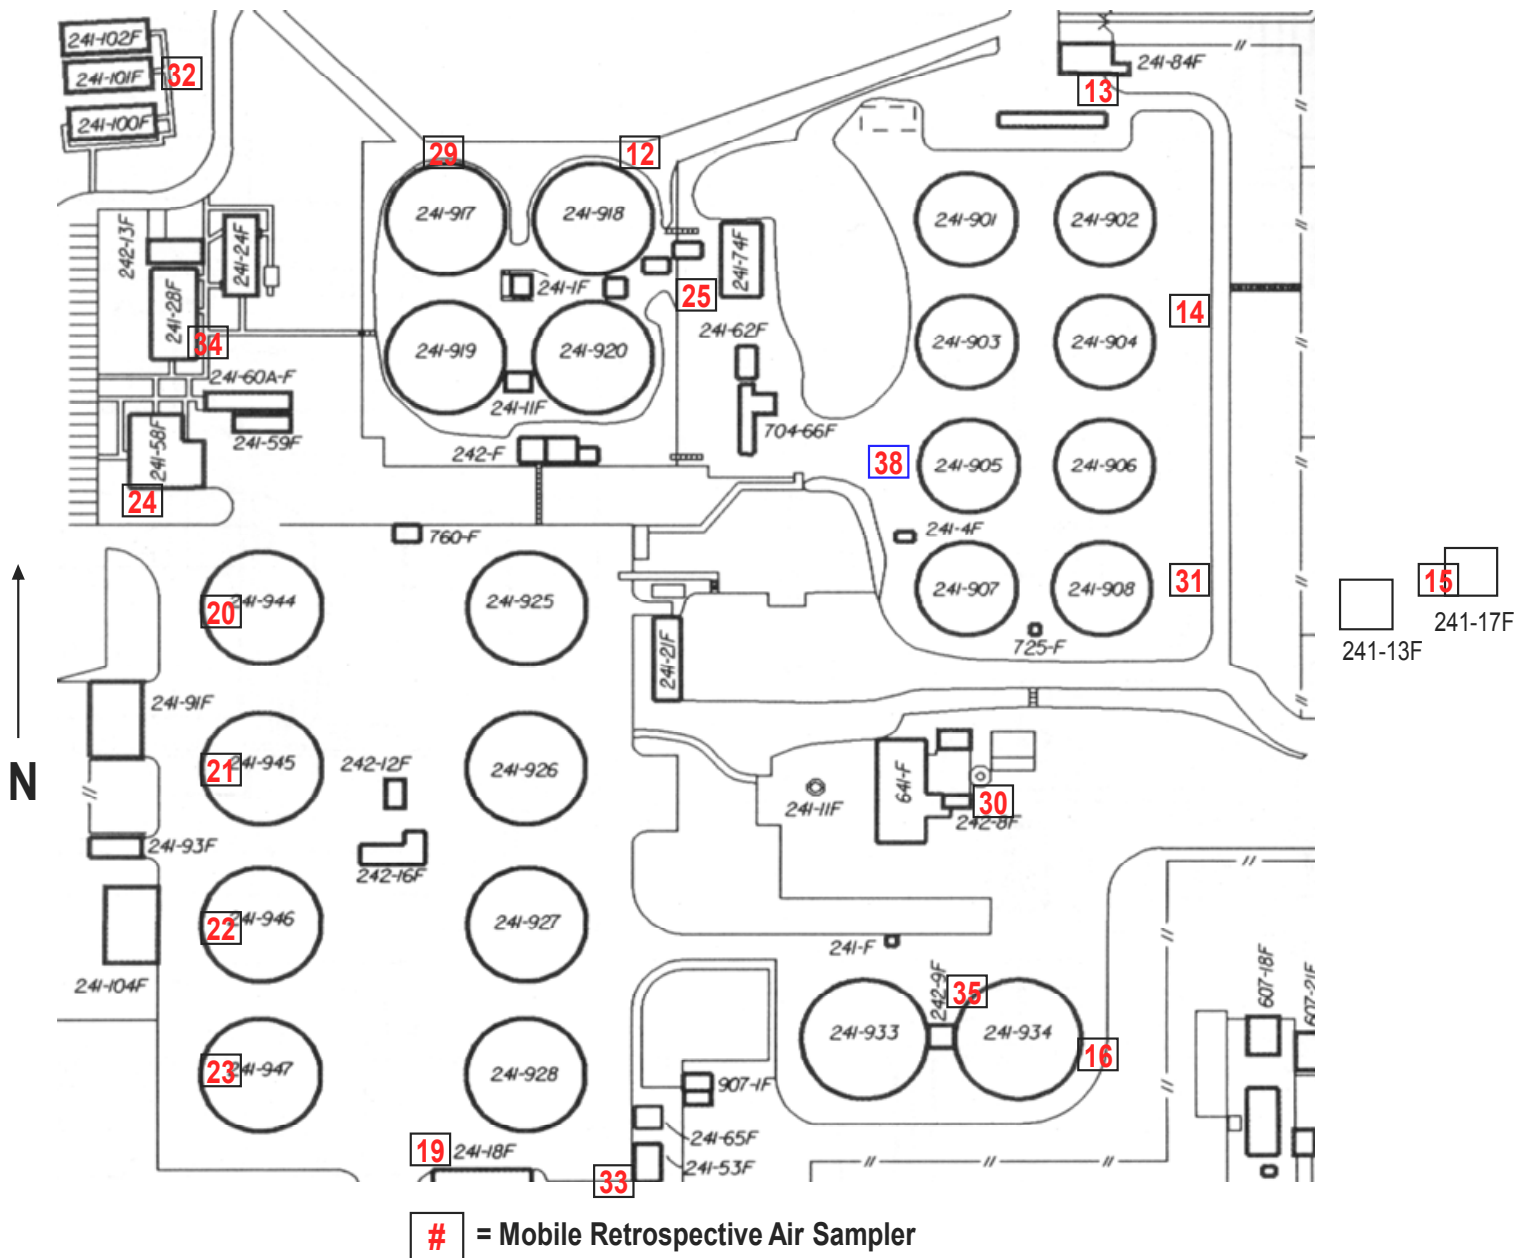 241-102F
241-101F
32
241-100F
241-84F
13
29
12
241-917
241-918
241-901
241-902
242-13F
241-24F
241-74F
241-28F
241-1F
25
14
34
241-919
241-920
241-62F
241-903
241-904
241-60A-F
241-11F
241-59F
241-58F
242-F
704-66F
38
241-905
241-906
24
760-F
241-4F
20
241-944
241-925
241-907
241-908
31
15
241-17F
241-13F
241-21F
725-F
241-91F
N
21
241-945
242-12F
241-926
241-11F
641-F
30
242-8F
241-93F
242-16F
22
241-946
241-927
241-F
241-104F
242-9F
35
607-18F
607-21F
241-933
241-934
16
23
241-947
241-928
907-1F
241-65F
19
241-18F
241-53F
33
# = Mobile Retrospective Air Sampler